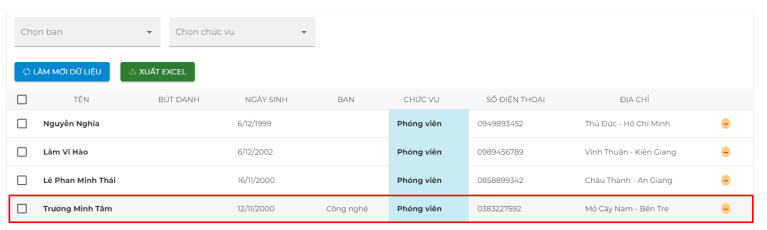 Chọn ban Chọn chức vụ
LÀM MỚI DỮ LIỆU XUẤT EXCEL
TÊN BÚT DANH NGÀY SINH BAN CHỨC VỤ SỐ ĐIỆN THOẠI ĐỊA CHỈ
Nguyễn Nghĩa 6/12/1999 Phóng viên 0949893452 Thủ Đức - Hồ Chí Minh
Lâm Vĩ Hào 6/12/2002 Phóng viên 0989456789 Vĩnh Thuận - Kiên Giang
Lê Phan Minh Thái 16/11/2000 Phóng viên 0858899342 Châu Thành - An Giang
Trương Minh Tâm 12/11/2000 Công nghệ Phóng viên 0383227592 Mỏ Cày Nam - Bến Tre